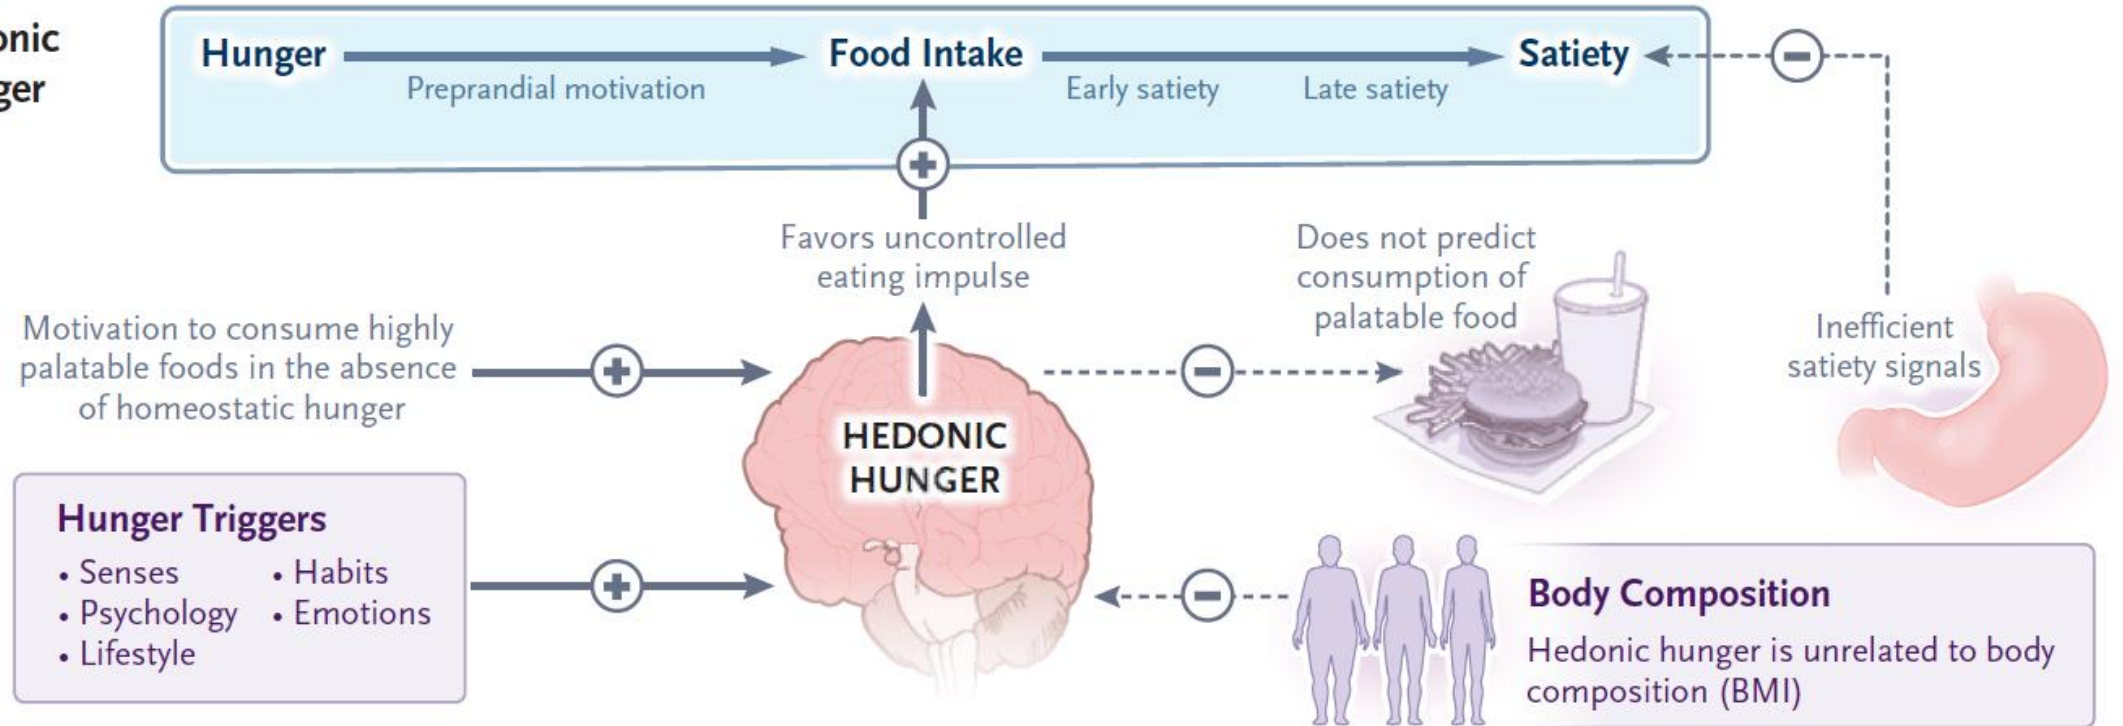 onic
ger
Hunger
Preprandial motivation
Food Intake
Early satiety
Late satiety
Satiety
Favors uncontrolled
eating impulse
Does not predict
consumption of
palatable food
Inefficient
satiety signals
Motivation to consume highly
palatable foods in the absence
of homeostatic hunger
HEDONIC
HUNGER
Hunger Triggers
• Senses
• Psychology
• Lifestyle
• Habits
• Emotions
Body Composition
Hedonic hunger is unrelated to body
composition (BMI)